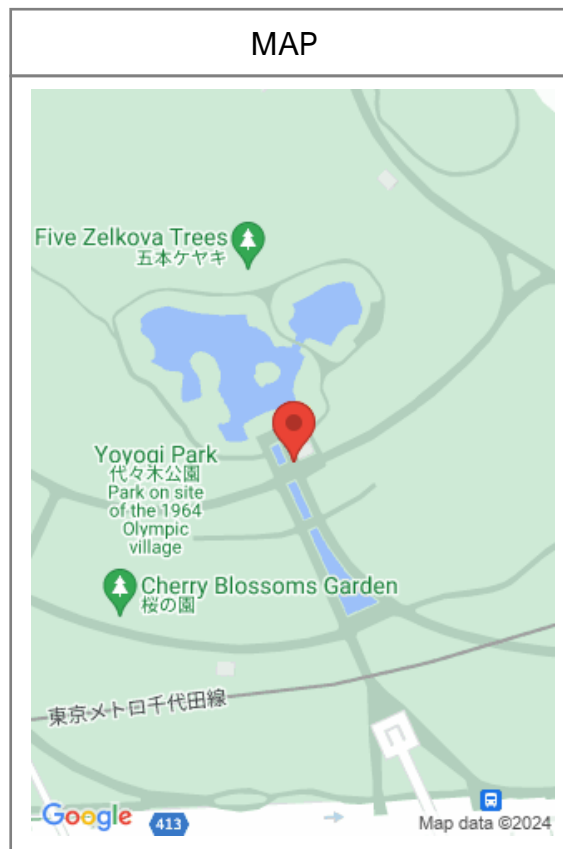 MAP
Five Zelkova Trees
五本ケヤキ
Yoyogi Park
代々木公園
Park on site
of the 1964
Olympic
village
Cherry Blossoms Garden
桜の園
東京メトロ千代田線
Google
413
Map data ©2024